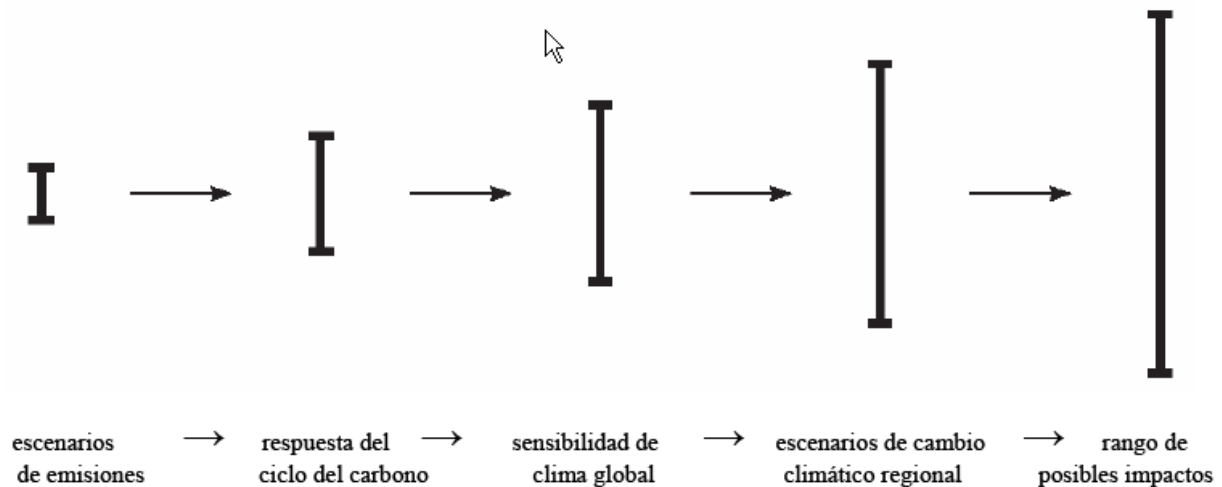 escenarios → respuesta del → sensibilidad de → escenarios de cambio → rango de
de emisiones ciclo del carbono clima global climático regional posibles impactos